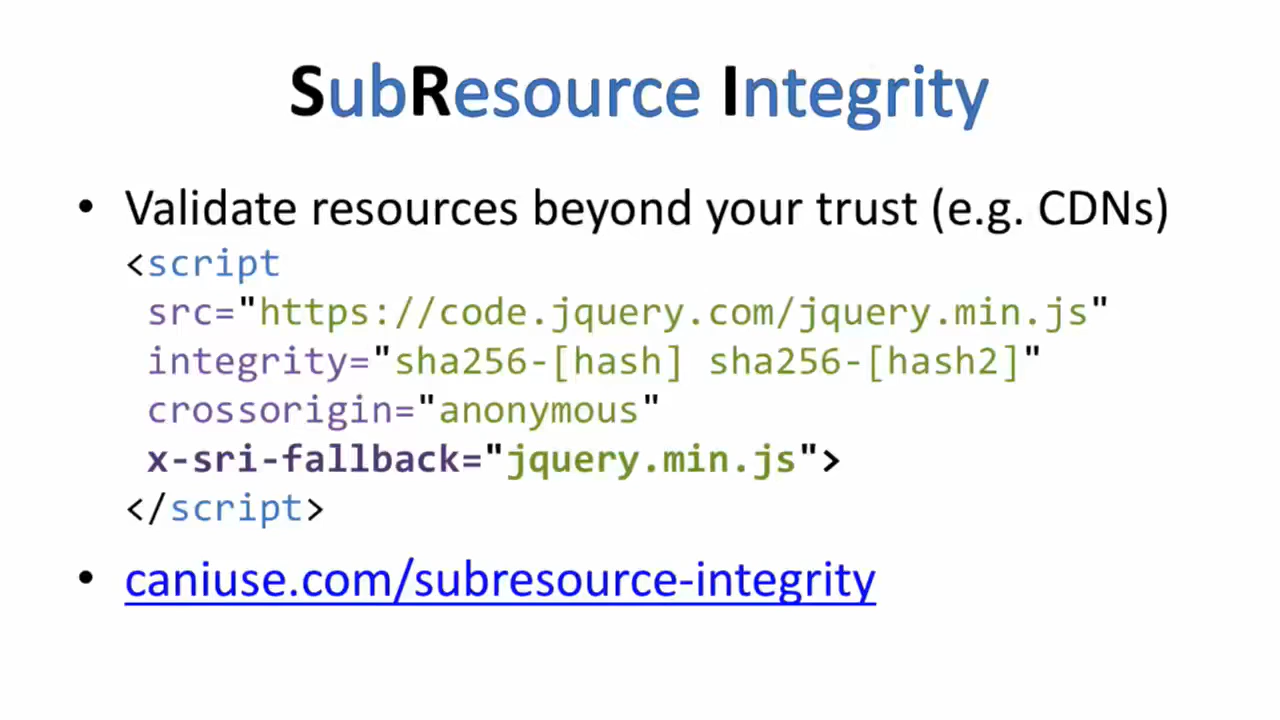 SubResource Integrity
• Validate resources beyond your trust (e.g. CDNs)
<script
src="https://code.jquery.com/jquery.min.js"
integrity="sha256-[hash] sha256-[hash2]"
crossorigin="anonymous"
x-sri-fallback="jquery.min.js">
</script>
• caniuse.com/subresource-integrity